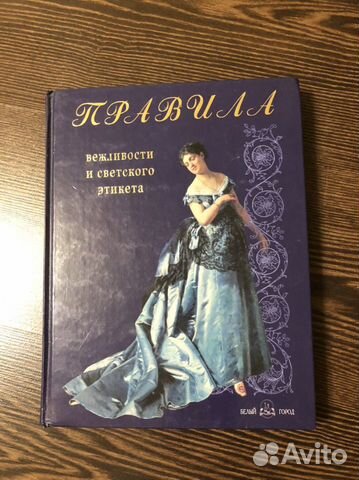 ПРАВИЛА
вежливости
и светского
этикета
БЕЛЫЙ ГОРОД
Avito